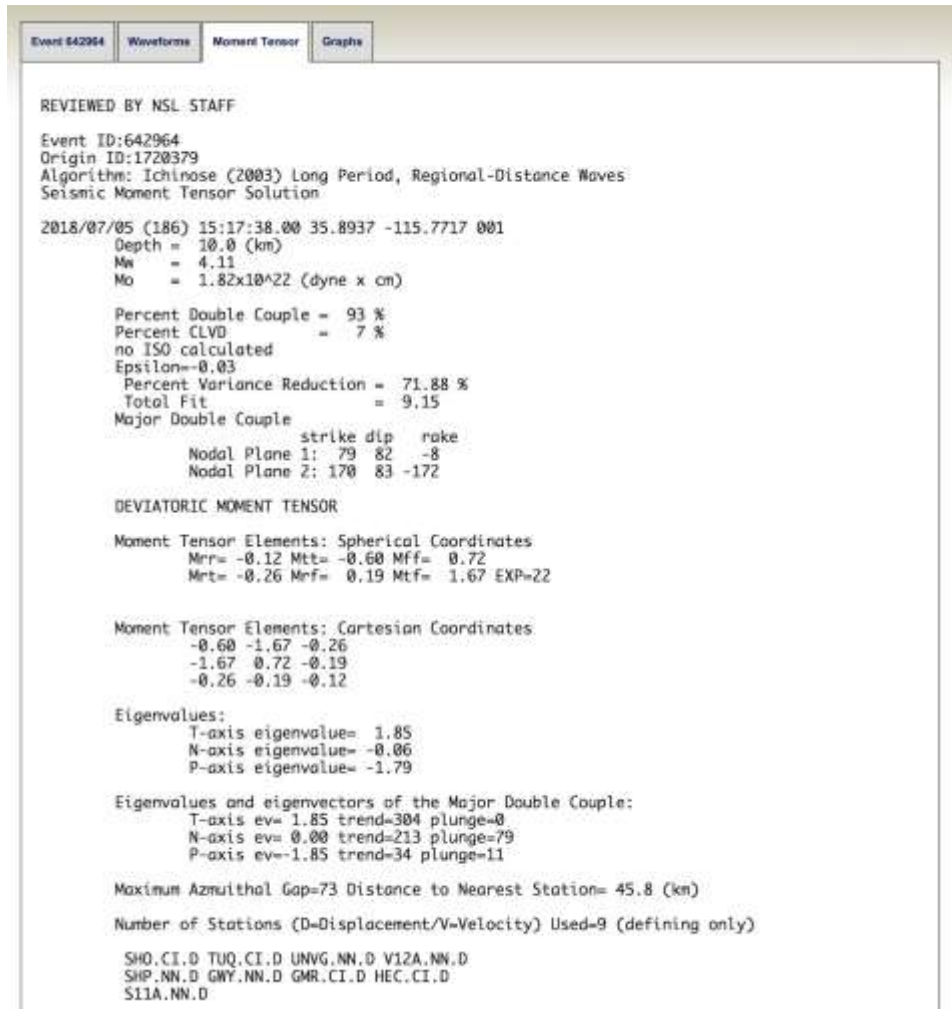 Event 642964 Waveforms Moment Tensor Graphs
REVIEWED BY NSL STAFF
Event ID:642964
Origin ID:1720379
Algorithm: Ichinose (2003) Long Period, Regional-Distance Waves
Seismic Moment Tensor Solution
2018/07/05 (186) 15:17:38.00 35.8937 -115.7717 001
Depth = 10.0 (km)
Mw = 4.11
Mo = 1.82x10^22 (dyne x cm)
Percent Double Couple = 93 %
Percent CLVD = 7 %
no ISO calculated
Epsilon=-0.03
Percent Variance Reduction = 71.88 %
Total Fit = 9.15
Major Double Couple
strike dip rake
Nodal Plane 1: 79 82 -8
Nodal Plane 2: 170 83 -172
DEVIATORIC MOMENT TENSOR
Moment Tensor Elements: Spherical Coordinates
Mrr= -0.12 Mtt= -0.60 Mff= 0.72
Mrt= -0.26 Mrf= 0.19 Mtf= 1.67 EXP=22
Moment Tensor Elements: Cartesian Coordinates
-0.60 -1.67 -0.26
-1.67 0.72 -0.19
-0.26 -0.19 -0.12
Eigenvalues:
T-axis eigenvalue= 1.85
N-axis eigenvalue= -0.06
P-axis eigenvalue= -1.79
Eigenvalues and eigenvectors of the Major Double Couple:
T-axis ev= 1.85 trend=304 plunge=0
N-axis ev= 0.00 trend=213 plunge=79
P-axis ev=-1.85 trend=34 plunge=11
Maximum Azmuithal Gap=73 Distance to Nearest Station= 45.8 (km)
Number of Stations (D=Displacement/V=Velocity) Used=9 (defining only)
SHO.CI.D TUQ.CI.D UNVG.NN.D V12A.NN.D
SHP.NN.D GWY.NN.D GMR.CI.D HEC.CI.D
S11A.NN.D